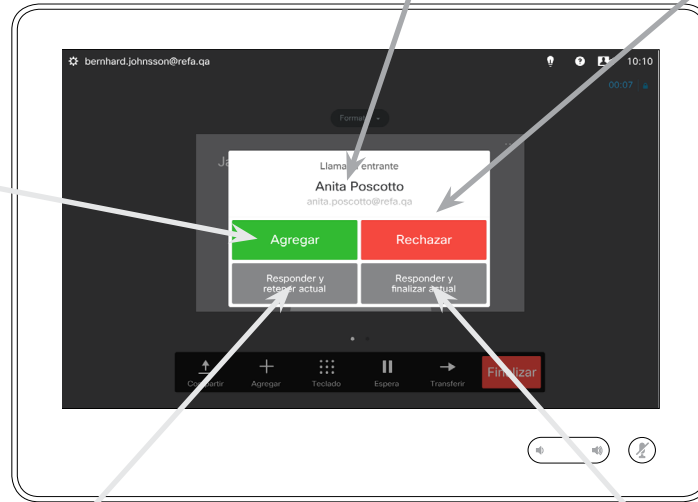 bernhard.johnsson@refa.qa
10:10
00:07
Ja
Anita Poscotto
anita.poscotto@refa.qa
entrante
Agregar
Rechazar
Responder y
retener actual
Responder y
finalizar actual
Compartir
Agregar
Teclado
Espera
Transferir
Finalizar